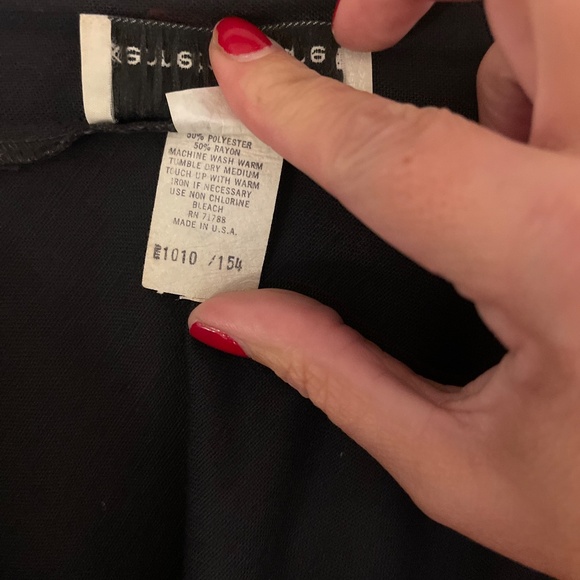 50% POLYESTER
50% RAYON
MACHINE WASH WARM
TUMBLE DRY MEDIUM
TOUCH UP WITH WARM
IRON IF NECESSARY
USE NON CHLORINE
BLEACH
RN 71788
MADE IN U.S.A.
1010 /154